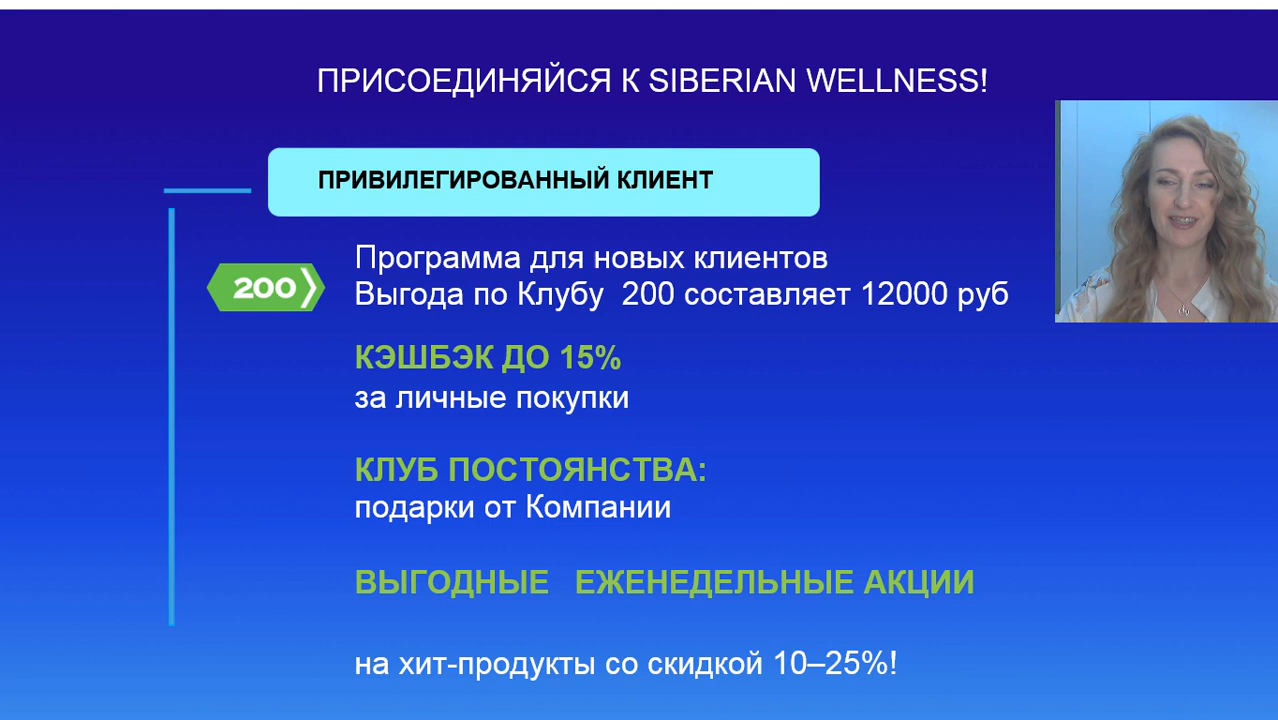 ПРИСОЕДИНЯЙСЯ К SIBERIAN WELLNESS!
ПРИВИЛЕГИРОВАННЫЙ КЛИЕНТ
200
Программа для новых клиентов
Выгода по Клубу 200 составляет 12000 руб
КЭШБЭК ДО 15%
за личные покупки
КЛУБ ПОСТОЯНСТВА:
подарки от Компании
ВЫГОДНЫЕ ЕЖЕНЕДЕЛЬНЫЕ АКЦИИ
на хит-продукты со скидкой 10–25%!